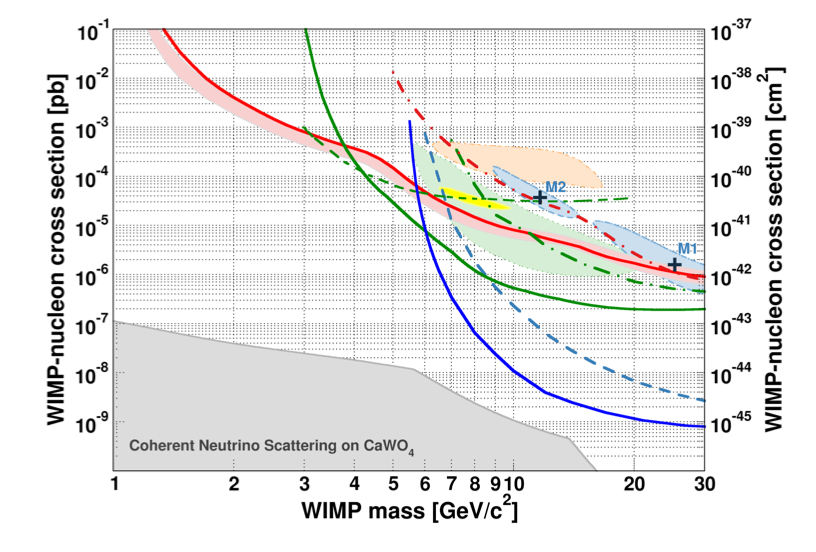 10^-1
10^-2
10^-3
10^-4
10^-5
10^-6
10^-7
10^-8
10^-9
WIMP-nucleon cross section [pb]
10^-37
10^-38
10^-39
10^-40
10^-41
10^-42
10^-43
10^-44
10^-45
WIMP-nucleon cross section [cm^2]
M2
M1
Coherent Neutrino Scattering on CaWO_4
1 2 3 4 5 6 7 8 9 10 20 30
WIMP mass [GeV/c^2]